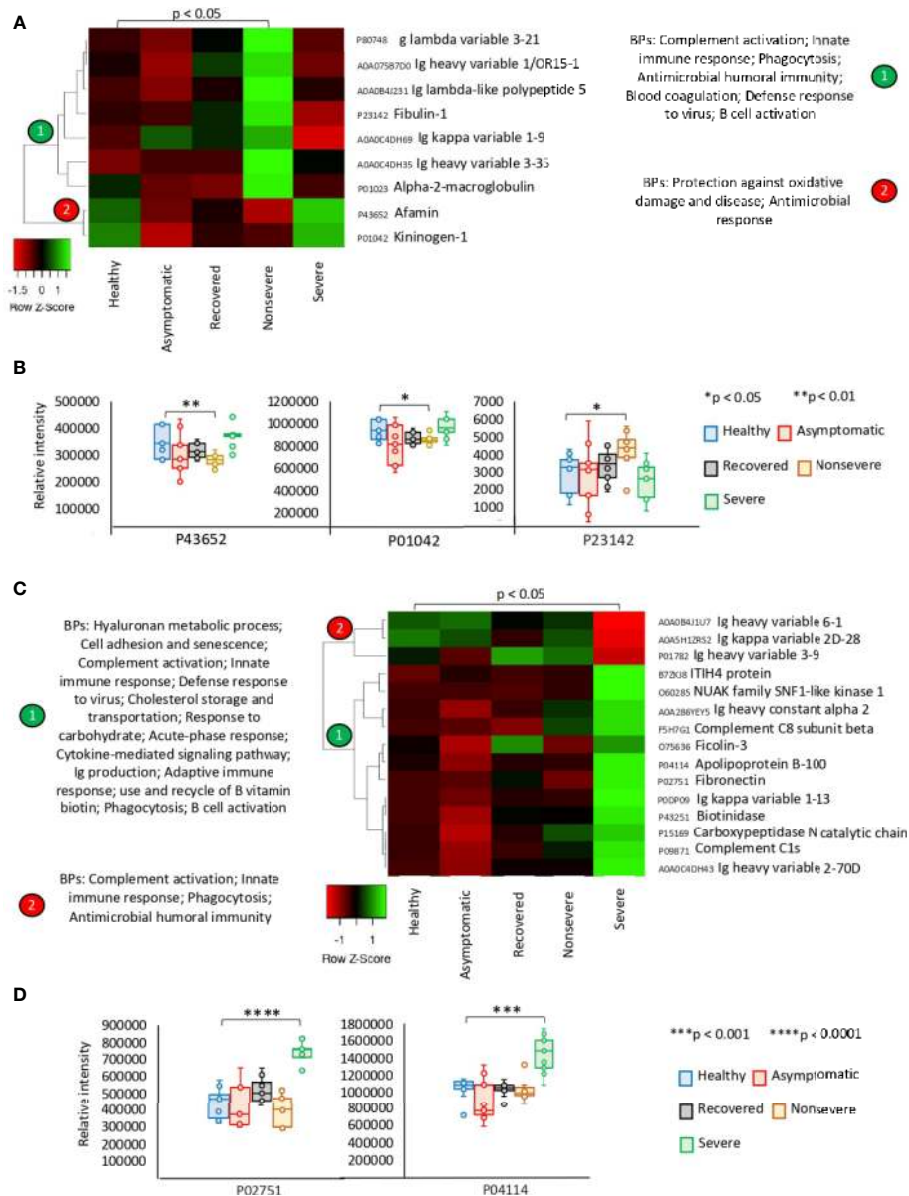 A
p < 0.05
P80748 g lambda variable 3-21
A0A075B7D0 Ig heavy variable 1/OR15-1
A0A0B4J231 Ig lambda-like polypeptide 5
P23142 Fibulin-1
A0A0C4DH69 Ig kappa variable 1-9
A0A0C4DH35 Ig heavy variable 3-35
P01023 Alpha-2-macroglobulin
P43652 Afamin
P01042 Kininogen-1
1
2
-1.5 0 1
Row Z-Score
Healthy
Asymptomatic
Recovered
Nonsevere
Severe
BPs: Complement activation; Innate
immune response; Phagocytosis;
Antimicrobial humoral immunity;
Blood coagulation; Defense response
to virus; B cell activation
1
BPs: Protection against oxidative
damage and disease; Antimicrobial
response
2
B
Relative intensity
500000
400000
300000
200000
100000
**
P43652
1200000
1000000
800000
600000
400000
200000
*
P01042
7000
6000
5000
4000
3000
2000
1000
*
P23142
*p < 0.05 **p < 0.01
Healthy Asymptomatic
Recovered Nonsevere
Severe
C
BPs: Hyaluronan metabolic process;
Cell adhesion and senescence;
Complement activation; Innate
immune response; Defense response
to virus; Cholesterol storage and
transportation; Response to
carbohydrate; Acute-phase response;
Cytokine-mediated signaling pathway;
Ig production; Adaptive immune
response; use and recycle of B vitamin
biotin; Phagocytosis; B cell activation
1
BPs: Complement activation; Innate
immune response; Phagocytosis;
Antimicrobial humoral immunity
2
p < 0.05
2
1
A0A0B4J1U7 Ig heavy variable 6-1
A0A5H1ZRS2 Ig kappa variable 2D-28
P01782 Ig heavy variable 3-9
B7ZKJ8 ITIH4 protein
O60285 NUAK family SNF1-like kinase 1
A0A286YEY5 Ig heavy constant alpha 2
F5H7G1 Complement C8 subunit beta
O75636 Ficolin-3
P04114 Apolipoprotein B-100
P02751 Fibronectin
P0DP09 Ig kappa variable 1-13
P43251 Biotinidase
P15169 Carboxypeptidase N catalytic chain
P09871 Complement C1s
A0A0C4DH43 Ig heavy variable 2-70D
-1 1
Row Z-Score
Healthy
Asymptomatic
Recovered
Nonsevere
Severe
D
Relative intensity
900000
800000
700000
600000
500000
400000
300000
200000
100000
****
P02751
1800000
1600000
1400000
1200000
1000000
800000
600000
400000
200000
***
P04114
***p < 0.001 ****p < 0.0001
Healthy Asymptomatic
Recovered Nonsevere
Severe